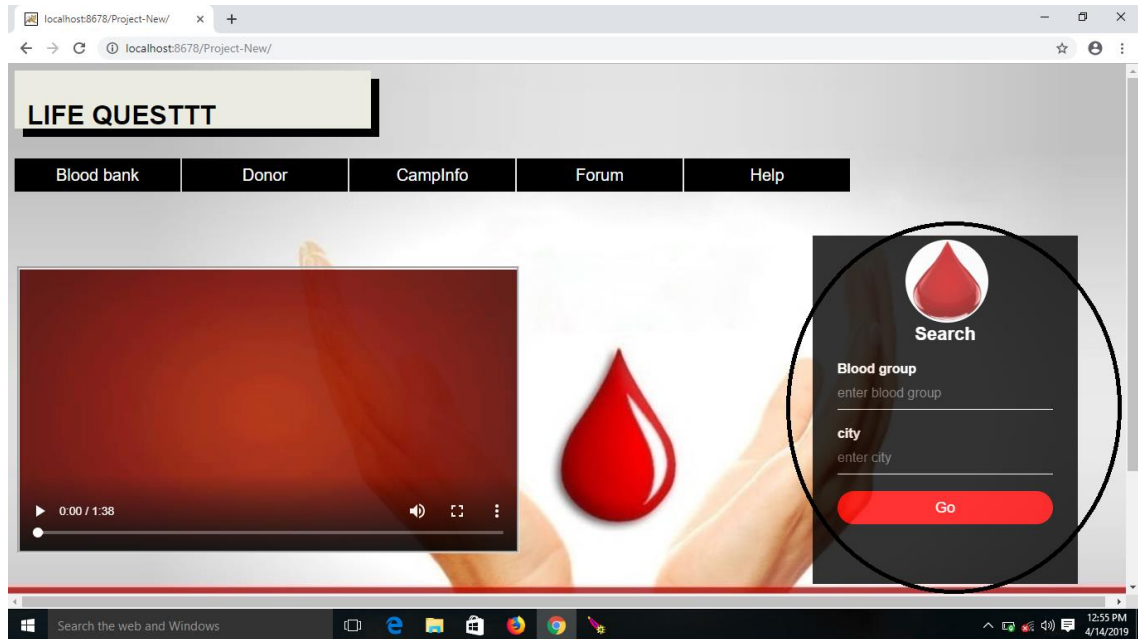 localhost:8678/Project-New/
localhost:8678/Project-New/
LIFE QUESTTT
Blood bank Donor CampInfo Forum Help
Search
Blood group
enter blood group
city
enter city
Go
0:00 / 1:38
Search the web and Windows
12:55 PM
4/14/2019